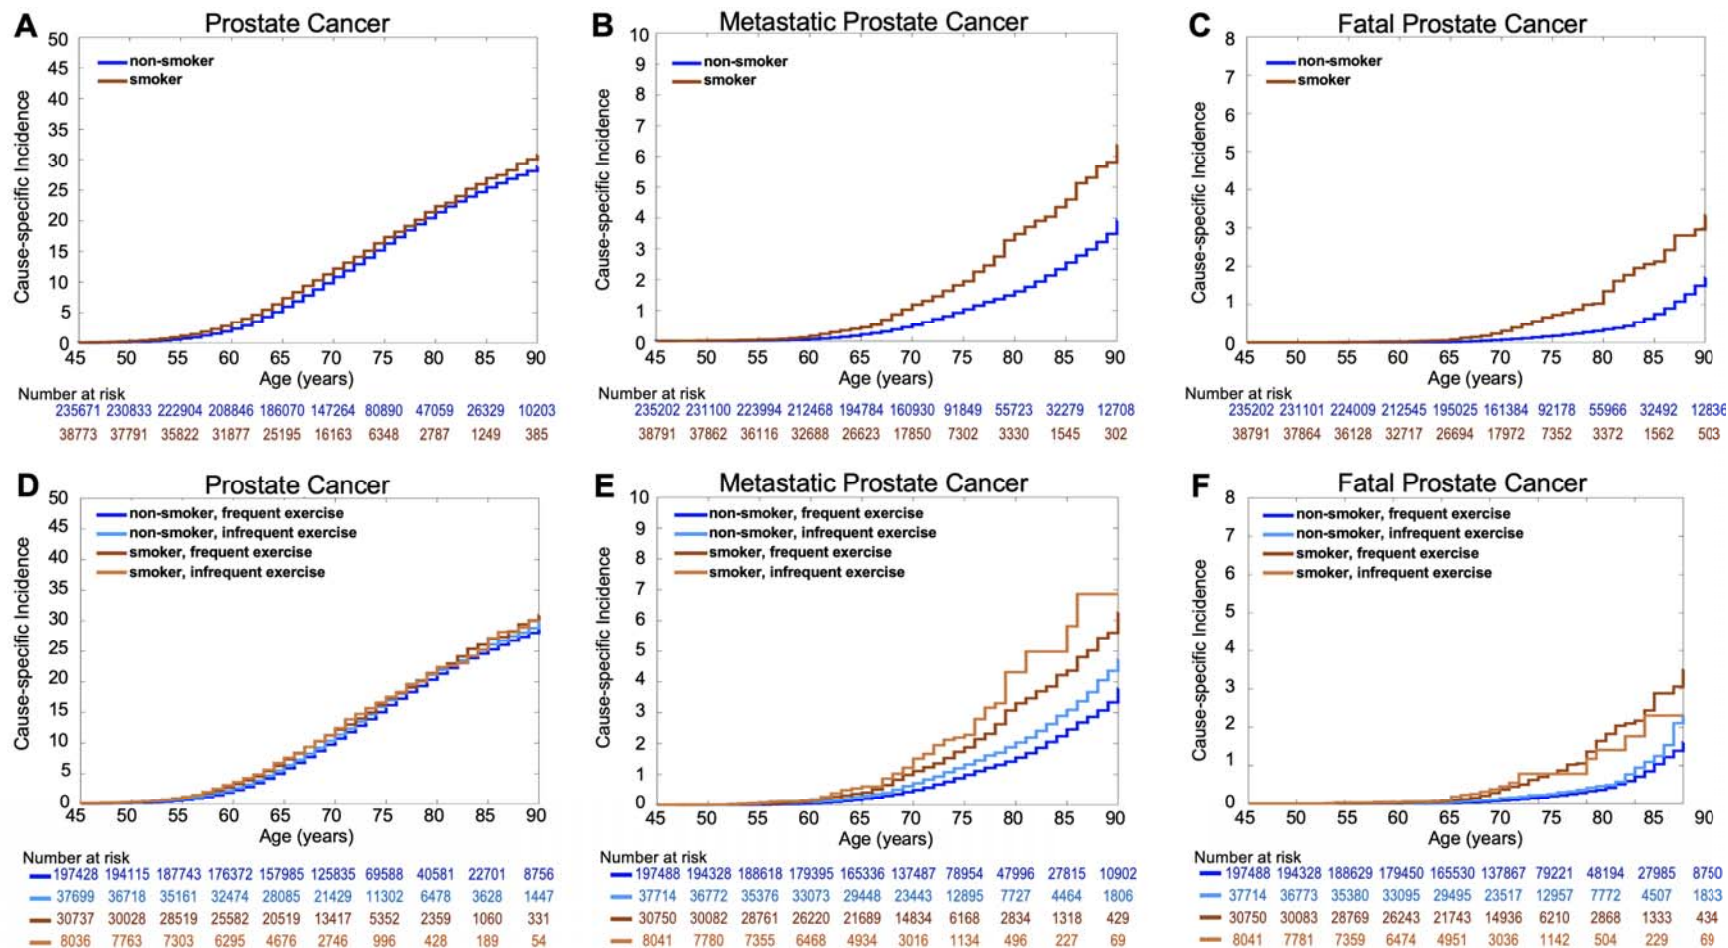 A Prostate Cancer
50
45
40
35
30
25
20
15
10
5
0
Cause-specific Incidence
non-smoker
smoker
45 50 55 60 65 70 75 80 85 90
Age (years)
Number at risk
235671 230833 222904 208846 186070 147264 80890 47059 26329 10203
38773 37791 35822 31877 25195 16163 6348 2787 1249 385
B Metastatic Prostate Cancer
10
9
8
7
6
5
4
3
2
1
0
Cause-specific Incidence
non-smoker
smoker
45 50 55 60 65 70 75 80 85 90
Age (years)
Number at risk
235202 231100 223994 212468 194784 160930 91849 55723 32279 12708
38791 37862 36116 32688 26623 17850 7302 3330 1545 302
C Fatal Prostate Cancer
8
7
6
5
4
3
2
1
0
Cause-specific Incidence
non-smoker
smoker
45 50 55 60 65 70 75 80 85 90
Age (years)
Number at risk
235202 231101 224009 212545 195025 161384 92178 55966 32492 12836
38791 37864 36128 32717 26694 17972 7352 3372 1562 503
D Prostate Cancer
50
45
40
35
30
25
20
15
10
5
0
Cause-specific Incidence
non-smoker, frequent exercise
non-smoker, infrequent exercise
smoker, frequent exercise
smoker, infrequent exercise
45 50 55 60 65 70 75 80 85 90
Age (years)
Number at risk
197428 194115 187743 176372 157985 125835 69588 40581 22701 8756
37699 36718 35161 32474 28085 21429 11302 6478 3628 1447
30737 30028 28519 25582 20519 13417 5352 2359 1060 331
8036 7763 7303 6295 4676 2746 996 428 189 54
E Metastatic Prostate Cancer
10
9
8
7
6
5
4
3
2
1
0
Cause-specific Incidence
non-smoker, frequent exercise
non-smoker, infrequent exercise
smoker, frequent exercise
smoker, infrequent exercise
45 50 55 60 65 70 75 80 85 90
Age (years)
Number at risk
197488 194328 188618 179395 165336 137487 78954 47996 27815 10902
37714 36772 35376 33073 29448 23443 12895 7727 4464 1806
30750 30082 28761 26220 21689 14834 6168 2834 1318 429
8041 7780 7355 6468 4934 3016 1134 496 227 69
F Fatal Prostate Cancer
8
7
6
5
4
3
2
1
0
Cause-specific Incidence
non-smoker, frequent exercise
non-smoker, infrequent exercise
smoker, frequent exercise
smoker, infrequent exercise
45 50 55 60 65 70 75 80 85 90
Age (years)
Number at risk
197488 194328 188629 179450 165530 137867 79221 48194 27985 8750
37714 36773 35380 33095 29495 23517 12957 7772 4507 1833
30750 30083 28769 26243 21743 14936 6210 2868 1333 434
8041 7781 7359 6474 4951 3036 1142 504 229 69